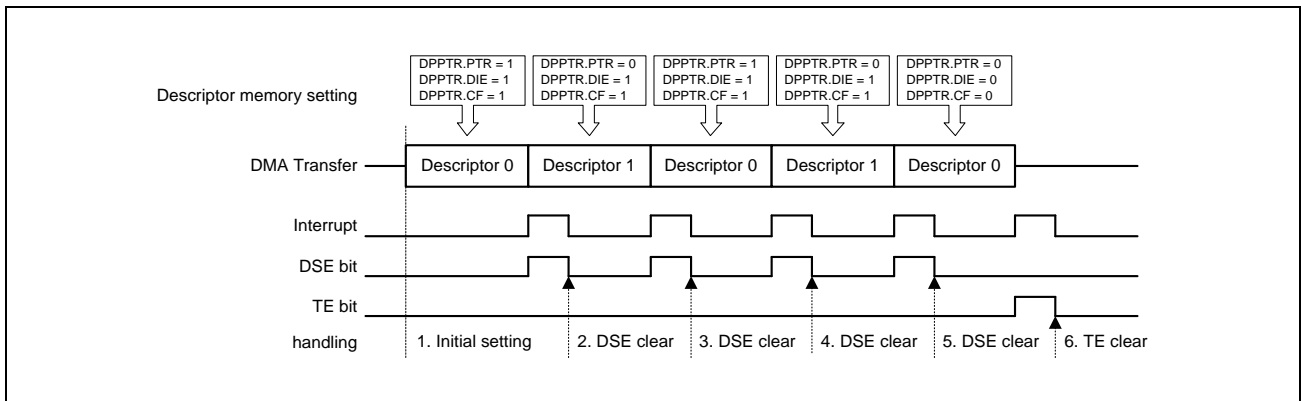 DPPTR.PTR = 1
DPPTR.DIE = 1
DPPTR.CF = 1
DPPTR.PTR = 0
DPPTR.DIE = 1
DPPTR.CF = 1
DPPTR.PTR = 1
DPPTR.DIE = 1
DPPTR.CF = 1
DPPTR.PTR = 0
DPPTR.DIE = 1
DPPTR.CF = 1
DPPTR.PTR = 0
DPPTR.DIE = 0
DPPTR.CF = 0
Descriptor memory setting
DMA Transfer
Descriptor 0
Descriptor 1
Descriptor 0
Descriptor 1
Descriptor 0
Interrupt
DSE bit
TE bit
handling
1. Initial setting
2. DSE clear
3. DSE clear
4. DSE clear
5. DSE clear
6. TE clear